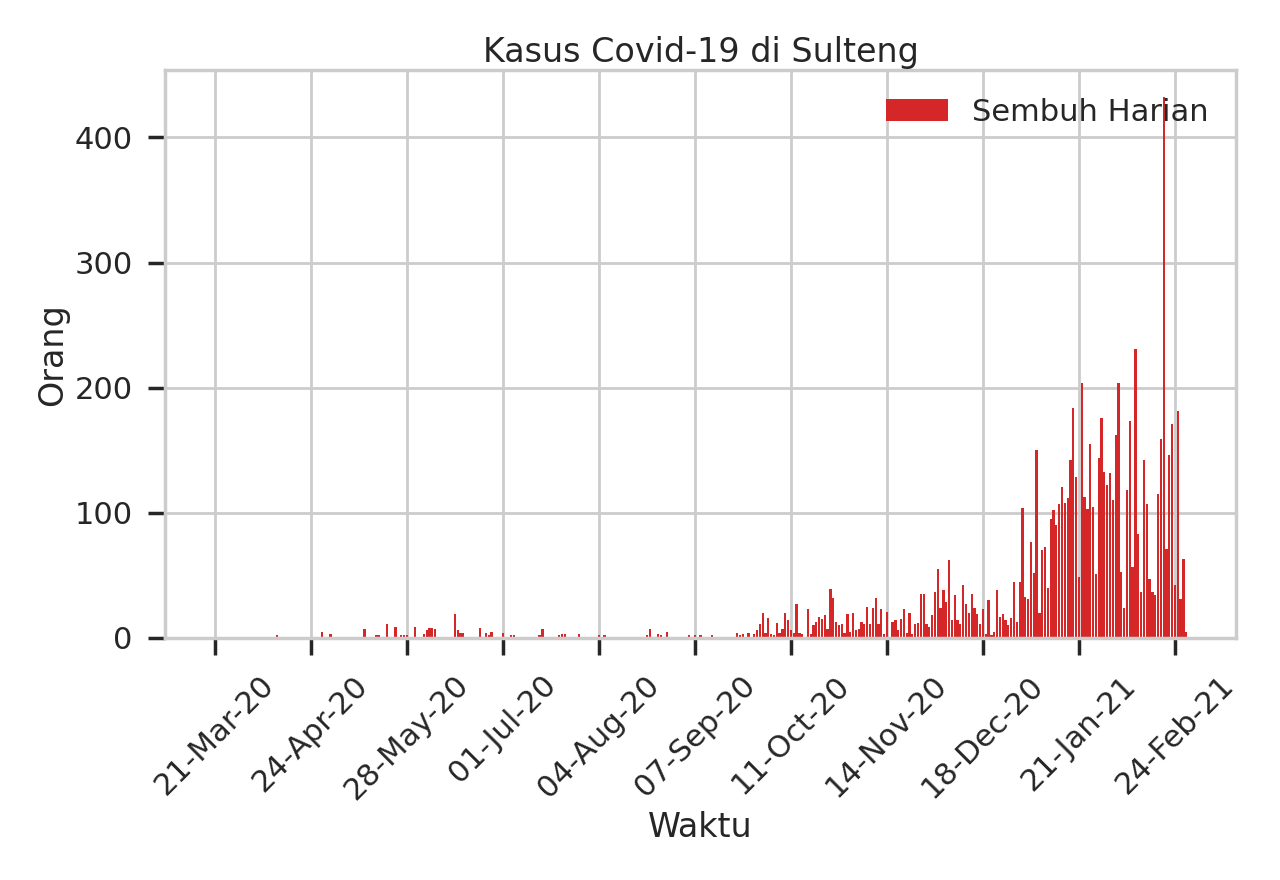 Kasus Covid-19 di Sulteng
Sembuh Harian
Orang
400
300
200
100
0
21-Mar-20
24-Apr-20
28-May-20
01-Jul-20
04-Aug-20
07-Sep-20
11-Oct-20
14-Nov-20
18-Dec-20
21-Jan-21
24-Feb-21
Waktu